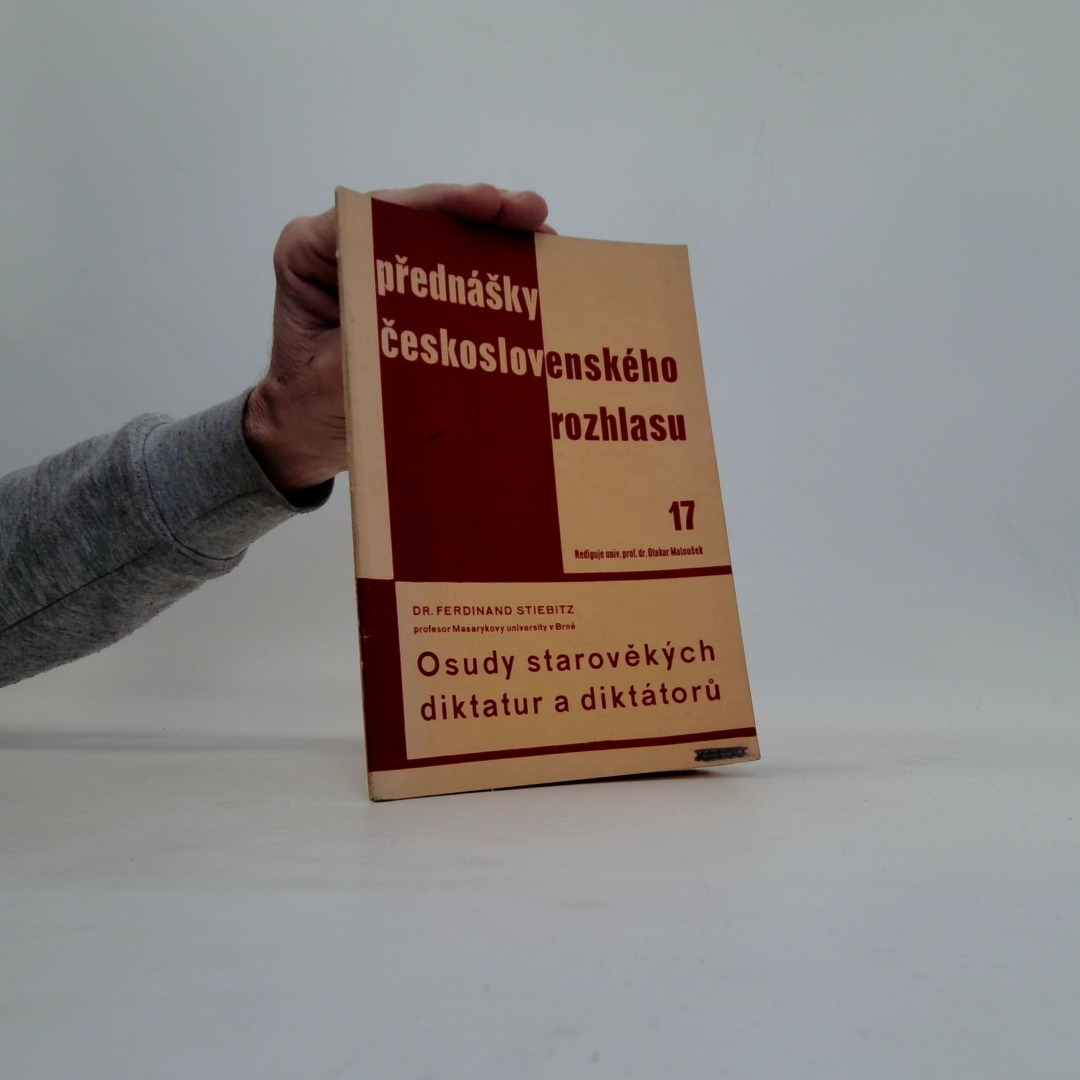 přednášky
československého
rozhlasu
17
Rediguje univ. prof. dr. Otakar Matoušek
DR. FERDINAND STIEBITZ
profesor Masarykovy university v Brně
Osudy starověkých
diktatur a diktátorů